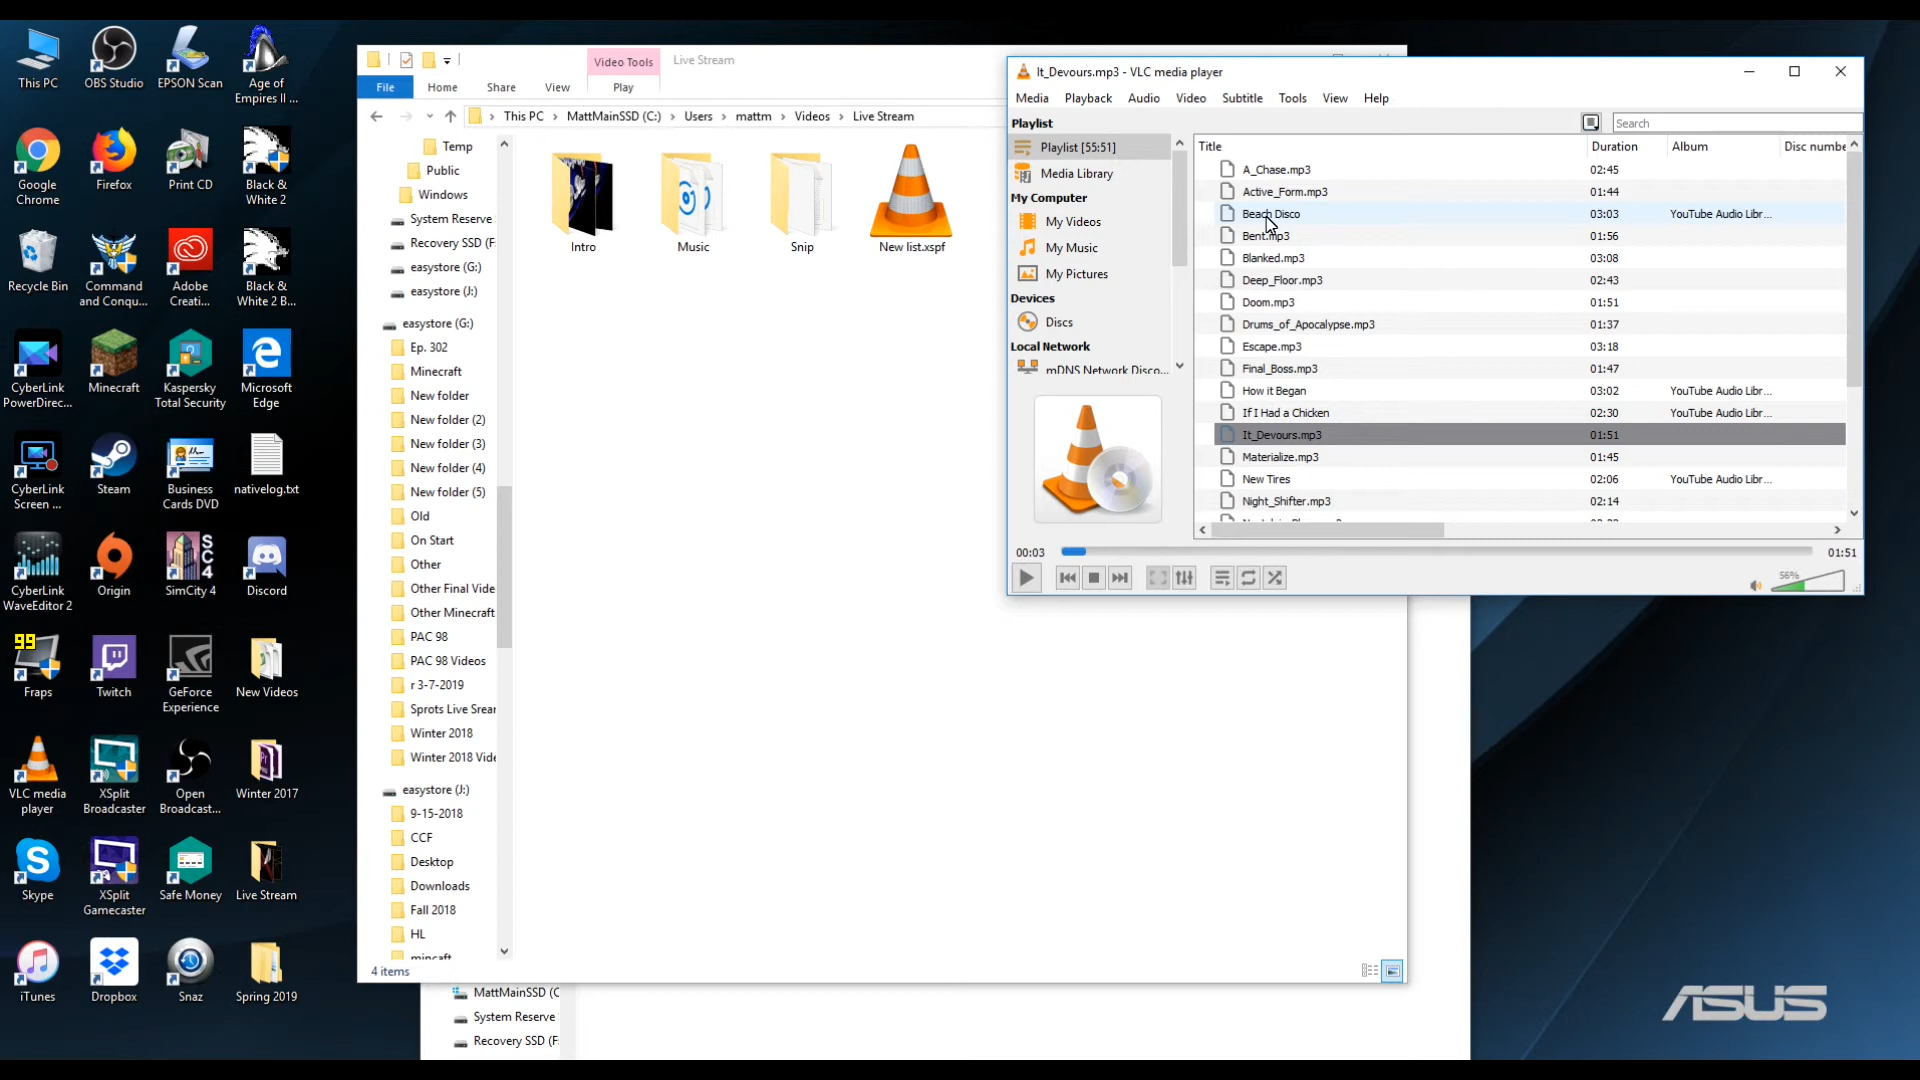 This PC
OBS Studio
EPSON Scan
Age of
Empires II ...
Google
Chrome
Firefox
Print CD
Black &
White 2
Recycle Bin
Command
and Conqu...
Adobe
Creati...
Black &
White 2 B...
CyberLink
PowerDirec...
Minecraft
Kaspersky
Total Security
Microsoft
Edge
CyberLink
Screen ...
Steam
Business
Cards DVD
nativelog.txt
CyberLink
WaveEditor 2
Origin
SC4
SimCity 4
Discord
99
Fraps
Twitch
GeForce
Experience
New Videos
VLC media
player
XSplit
Broadcaster
Open
Broadcast...
Winter 2017
Skype
XSplit
Gamecaster
Safe Money
Live Stream
iTunes
Dropbox
Snaz
Spring 2019
Video Tools
Live Stream
File
Home
Share
View
Play
This PC
MattMainSSD (C:)
Users
mattm
Videos
Live Stream
Temp
Public
Windows
System Reserve
Recovery SSD (F:
easystore (G:)
easystore (J:)
easystore (G:)
Ep. 302
Minecraft
New folder
New folder (2)
New folder (3)
New folder (4)
New folder (5)
Old
On Start
Other
Other Final Vide
Other Minecraft
PAC 98
PAC 98 Videos
r 3-7-2019
Sprots Live Srear
Winter 2018
Winter 2018 Vide
easystore (J:)
9-15-2018
CCF
Desktop
Downloads
Fall 2018
HL
mincaft
Intro
Music
Snip
New list.xspf
4 items
MattMainSSD (C
System Reserve
Recovery SSD (F:
It_Devours.mp3 - VLC media player
Media Playback Audio Video Subtitle Tools View Help
Playlist
Search
Playlist [55:51]
Media Library
My Computer
My Videos
My Music
My Pictures
Devices
Discs
Local Network
mDNS Network Disco...
Title Duration Album Disc numbe
A_Chase.mp3 02:45
Active_Form.mp3 01:44
Beach Disco 03:03 YouTube Audio Libr...
Bent.mp3 01:56
Blanked.mp3 03:08
Deep_Floor.mp3 02:43
Doom.mp3 01:51
Drums_of_Apocalypse.mp3 01:37
Escape.mp3 03:18
Final_Boss.mp3 01:47
How it Began 03:02 YouTube Audio Libr...
If I Had a Chicken 02:30 YouTube Audio Libr...
It_Devours.mp3 01:51
Materialize.mp3 01:45
New Tires 02:06 YouTube Audio Libr...
Night_Shifter.mp3 02:14
00:03
01:51
56%
ASUS